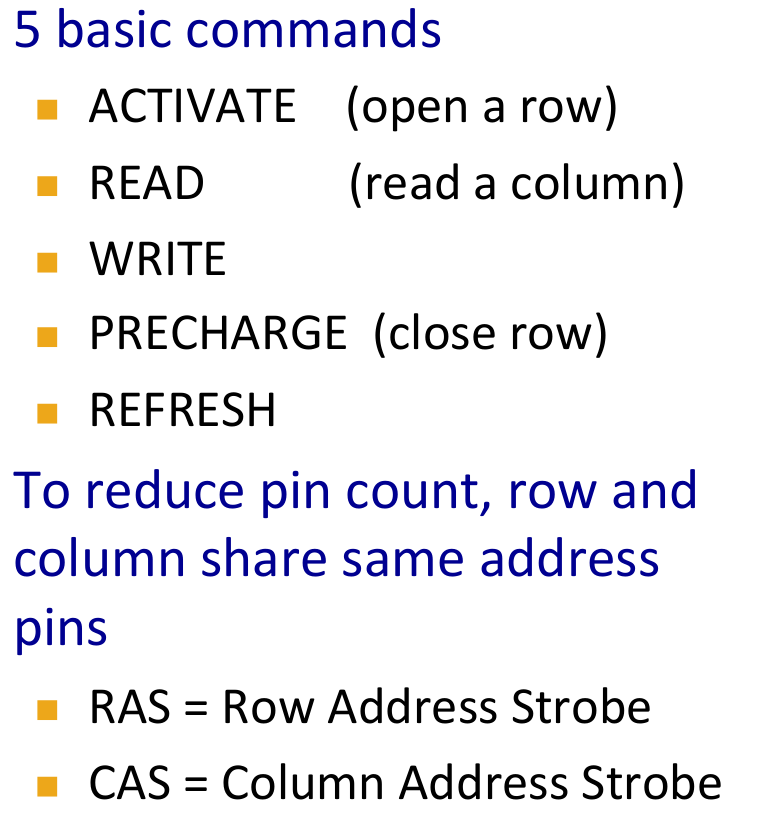 5 basic commands
ACTIVATE (open a row)
READ (read a column)
WRITE
PRECHARGE (close row)
REFRESH
To reduce pin count, row and
column share same address
pins
RAS = Row Address Strobe
CAS = Column Address Strobe